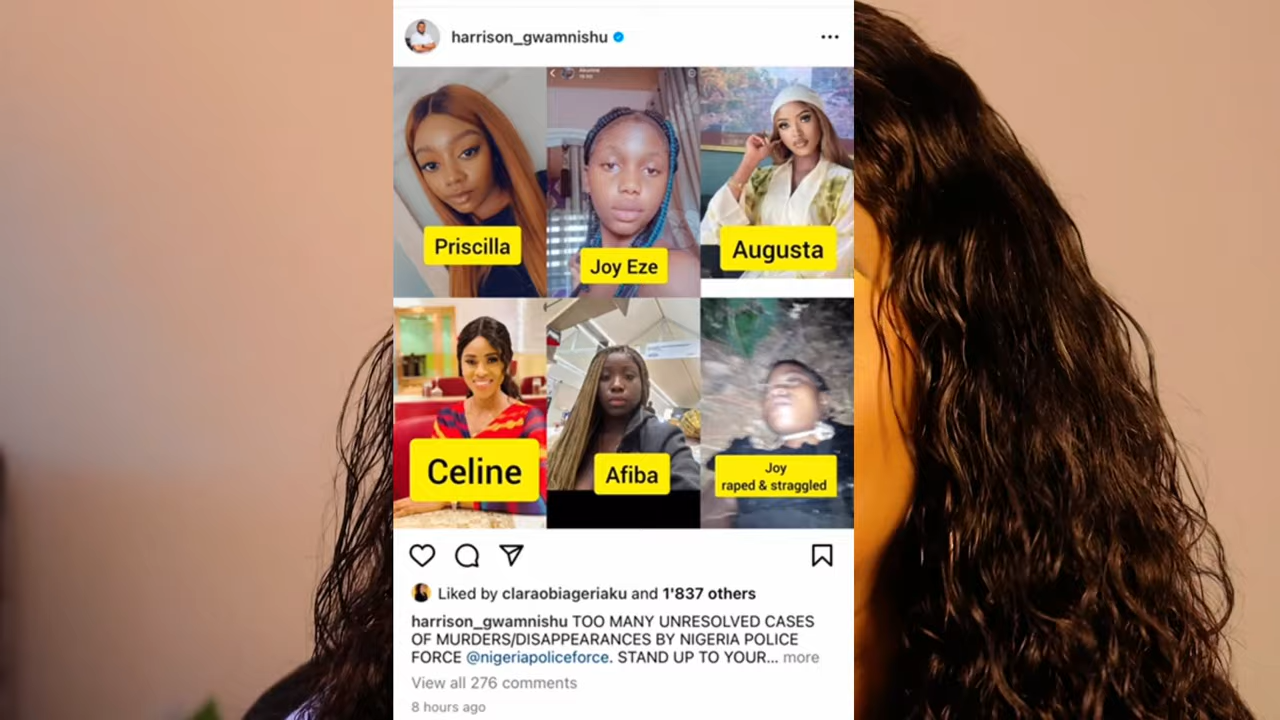 harrison_gwamnishu
Priscilla
Joy Eze
Augusta
Celine
Afiba
Joy
raped & straggled
Liked by claraobiageriaku and 1'837 others
harrison_gwamnishu TOO MANY UNRESOLVED CASES
OF MURDERS/DISAPPEARANCES BY NIGERIA POLICE
FORCE @nigeriapoliceforce. STAND UP TO YOUR... more
View all 276 comments
8 hours ago